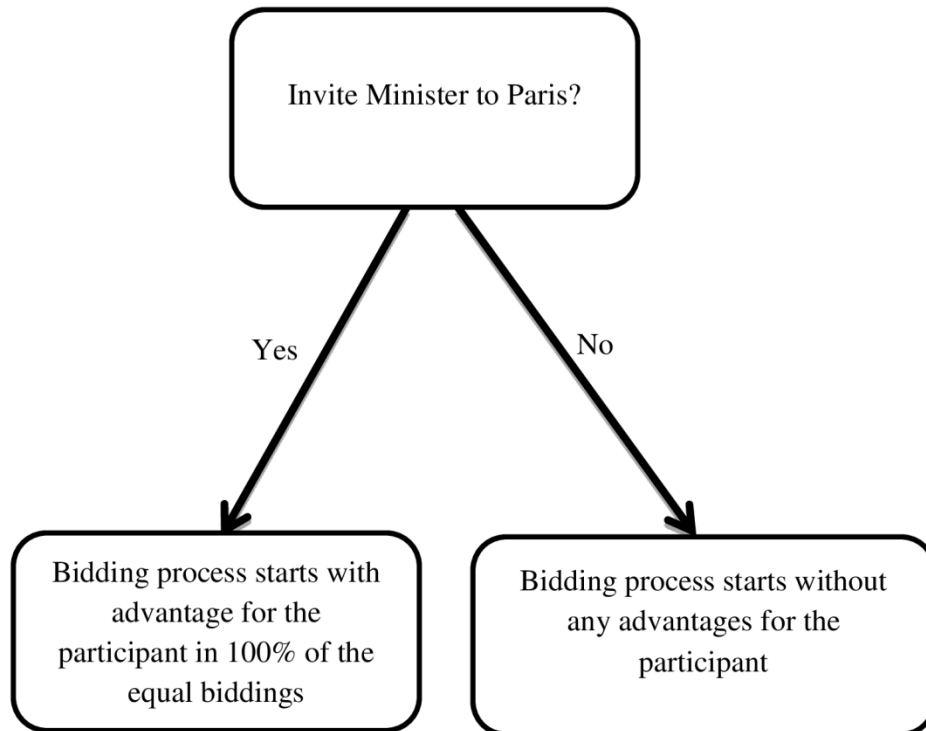 Invite Minister to Paris?
Yes
No
Bidding process starts with
advantage for the
participant in 100% of the
equal biddings
Bidding process starts without
any advantages for the
participant